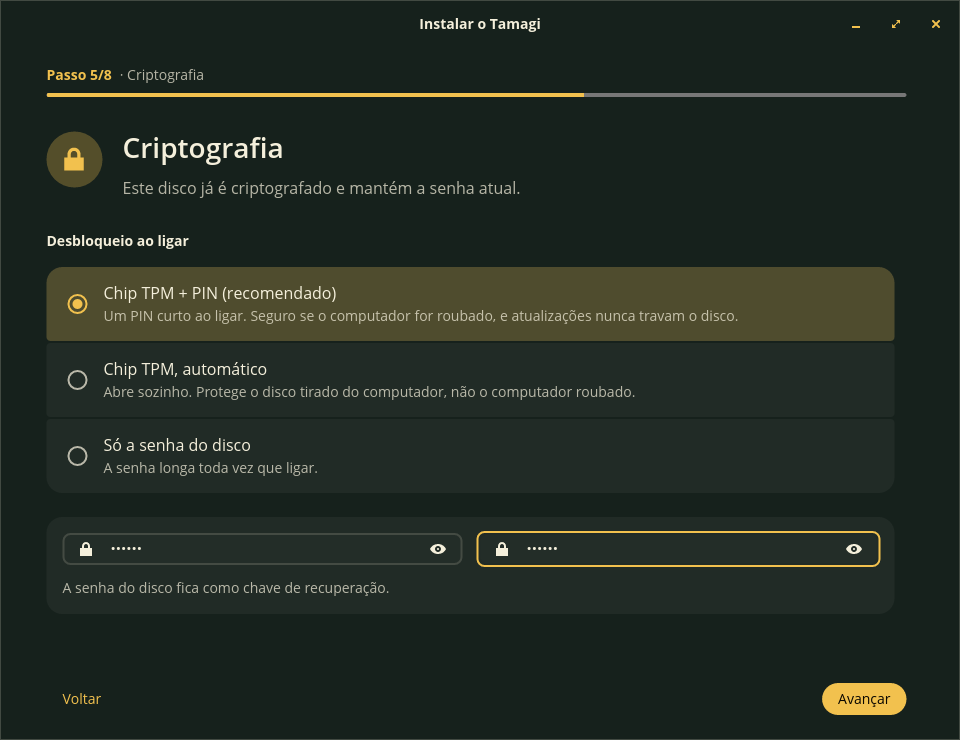 Instalar o Tamagi
Passo 5/8 · Criptografia
Criptografia
Este disco já é criptografado e mantém a senha atual.
Desbloqueio ao ligar
Chip TPM + PIN (recomendado)
Um PIN curto ao ligar. Seguro se o computador for roubado, e atualizações nunca travam o disco.
Chip TPM, automático
Abre sozinho. Protege o disco tirado do computador, não o computador roubado.
Só a senha do disco
A senha longa toda vez que ligar.
•••••• ••••••
A senha do disco fica como chave de recuperação.
Voltar Avançar